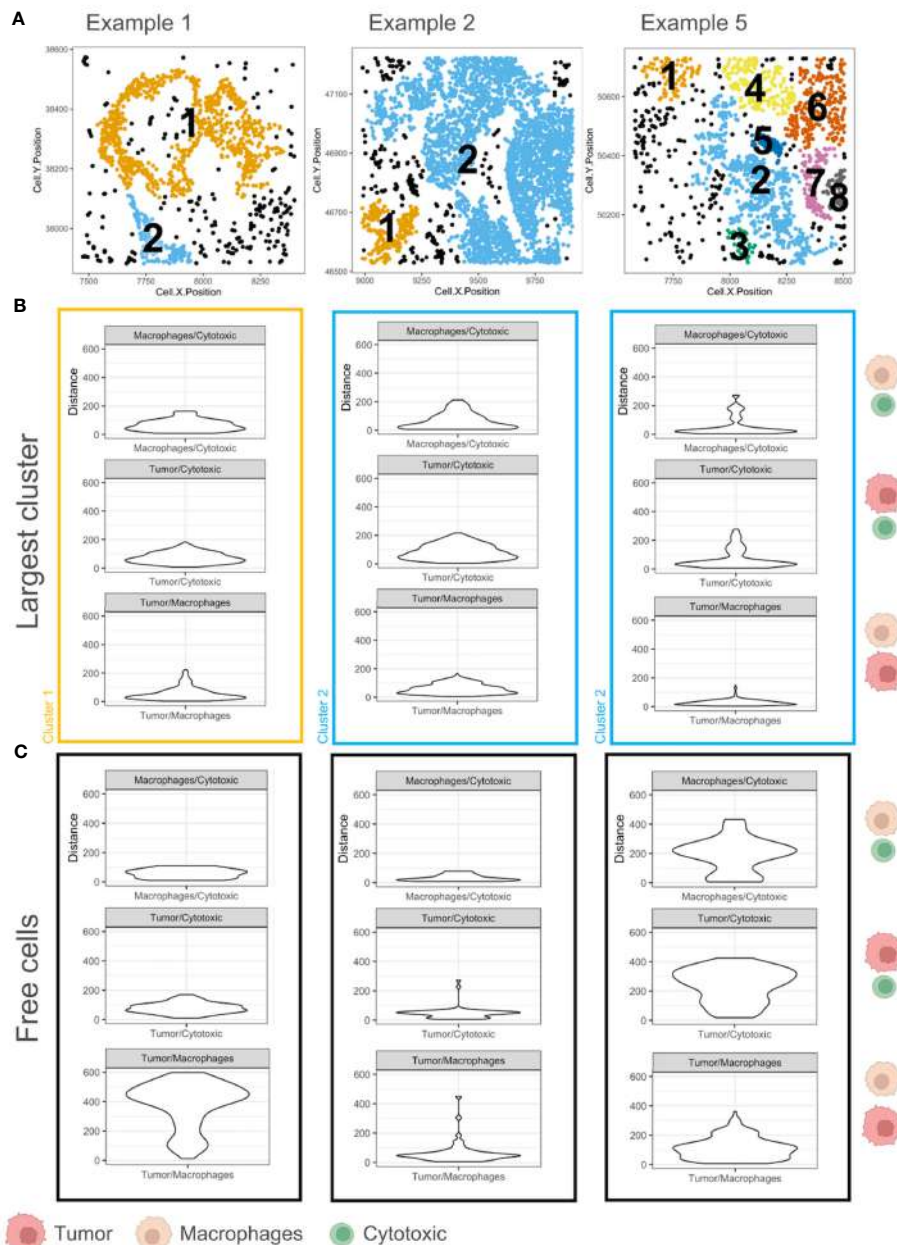 A
Example 1
Example 2
Example 5
Cell.Y.Position
38600
38400
38200
38000
1
2
7500
7750
8000
8250
Cell.X.Position
47100
46900
46700
46500
Cell.Y.Position
1
2
9000
9250
9500
9750
Cell.X.Position
50600
50400
50200
Cell.Y.Position
1
4
6
5
2
7
8
3
7750
8000
8250
8500
Cell.X.Position
B
Largest cluster
Cluster 1
Macrophages/Cytotoxic
Distance
600
400
200
0
Macrophages/Cytotoxic
Tumor/Cytotoxic
600
400
200
0
Tumor/Cytotoxic
Tumor/Macrophages
600
400
200
0
Tumor/Macrophages
Cluster 2
Macrophages/Cytotoxic
600
400
200
0
Macrophages/Cytotoxic
Tumor/Cytotoxic
600
400
200
0
Tumor/Cytotoxic
Tumor/Macrophages
600
400
200
0
Tumor/Macrophages
Cluster 2
Macrophages/Cytotoxic
Distance
600
400
200
0
Macrophages/Cytotoxic
Tumor/Cytotoxic
600
400
200
0
Tumor/Cytotoxic
Tumor/Macrophages
600
400
200
0
Tumor/Macrophages
C
Free cells
Macrophages/Cytotoxic
Distance
600
400
200
0
Macrophages/Cytotoxic
Tumor/Cytotoxic
600
400
200
0
Tumor/Cytotoxic
Tumor/Macrophages
600
400
200
0
Tumor/Macrophages
Macrophages/Cytotoxic
Distance
600
400
200
0
Macrophages/Cytotoxic
Tumor/Cytotoxic
600
400
200
0
Tumor/Cytotoxic
Tumor/Macrophages
600
400
200
0
Tumor/Macrophages
Macrophages/Cytotoxic
Distance
600
400
200
0
Macrophages/Cytotoxic
Tumor/Cytotoxic
600
400
200
0
Tumor/Cytotoxic
Tumor/Macrophages
600
400
200
0
Tumor/Macrophages
Tumor
Macrophages
Cytotoxic